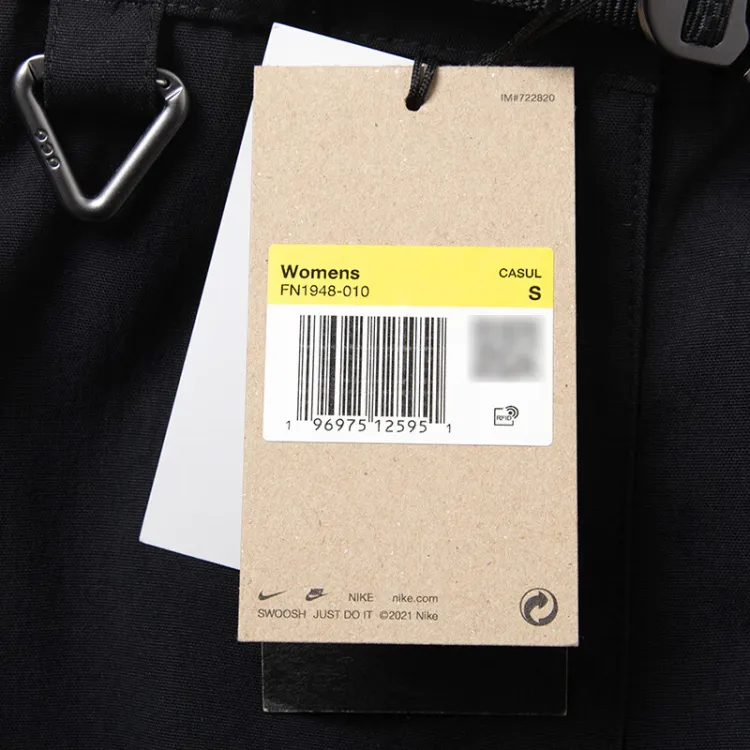 IM#722820
Womens
CASUL
FN1948-010
S
1 96975 12595 1
RFID
NIKE nike.com
SWOOSH JUST DO IT ©2021 Nike